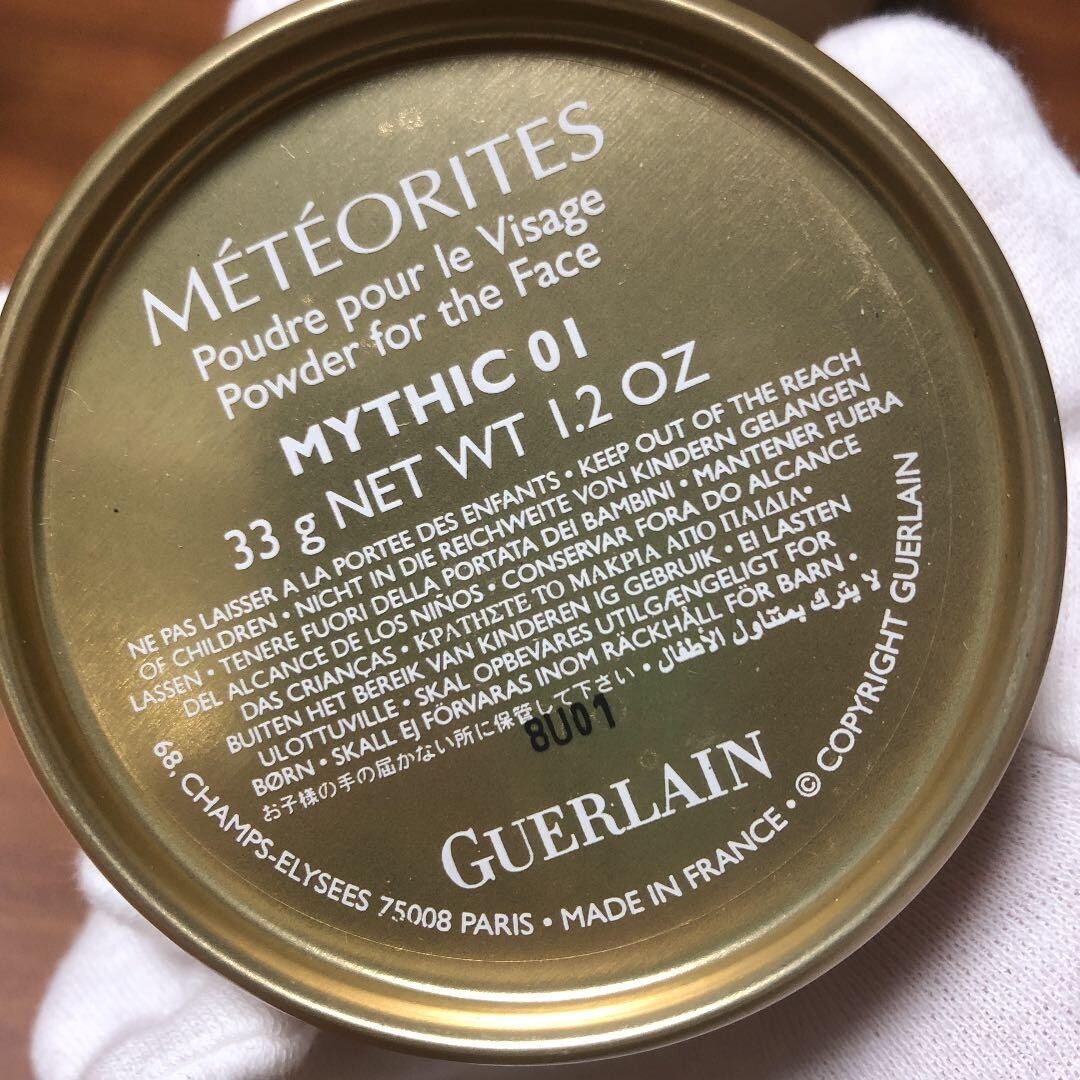 MÉTÉORITES
Poudre pour le Visage
Powder for the Face
MYTHIC 01
33 g NET WT 1.2 OZ
NE PAS LAISSER A LA PORTEE DES ENFANTS • KEEP OUT OF THE REACH
OF CHILDREN • NICHT IN DIE REICHWEITE VON KINDERN GELANGEN
LASSEN • TENERE FUORI DELLA PORTATA DEI BAMBINI • MANTENER FUERA
DEL ALCANCE DE LOS NIÑOS • CONSERVAR FORA DO ALCANCE
DAS CRIANÇAS • ΚΡΑΤΗΣΤΕ ΤΟ ΜΑΚΡΙΑ ΑΠΟ ΠΑΙΔΙΑ •
BUITEN HET BEREIK VAN KINDEREN IG GEBRUIK • EI LASTEN
ULOTTUVILLE • SKAL OPBEVARES UTILGÆNGELIGT FOR
BØRN • SKALL EJ FÖRVARAS INOM RÄCKHÅLL FÖR BARN •
お子様の手の届かない所に保管して下さい • لا يترك بمتناول الأطفال •
8U01
GUERLAIN
68, CHAMPS-ELYSEES 75008 PARIS • MADE IN FRANCE • © COPYRIGHT GUERLAIN